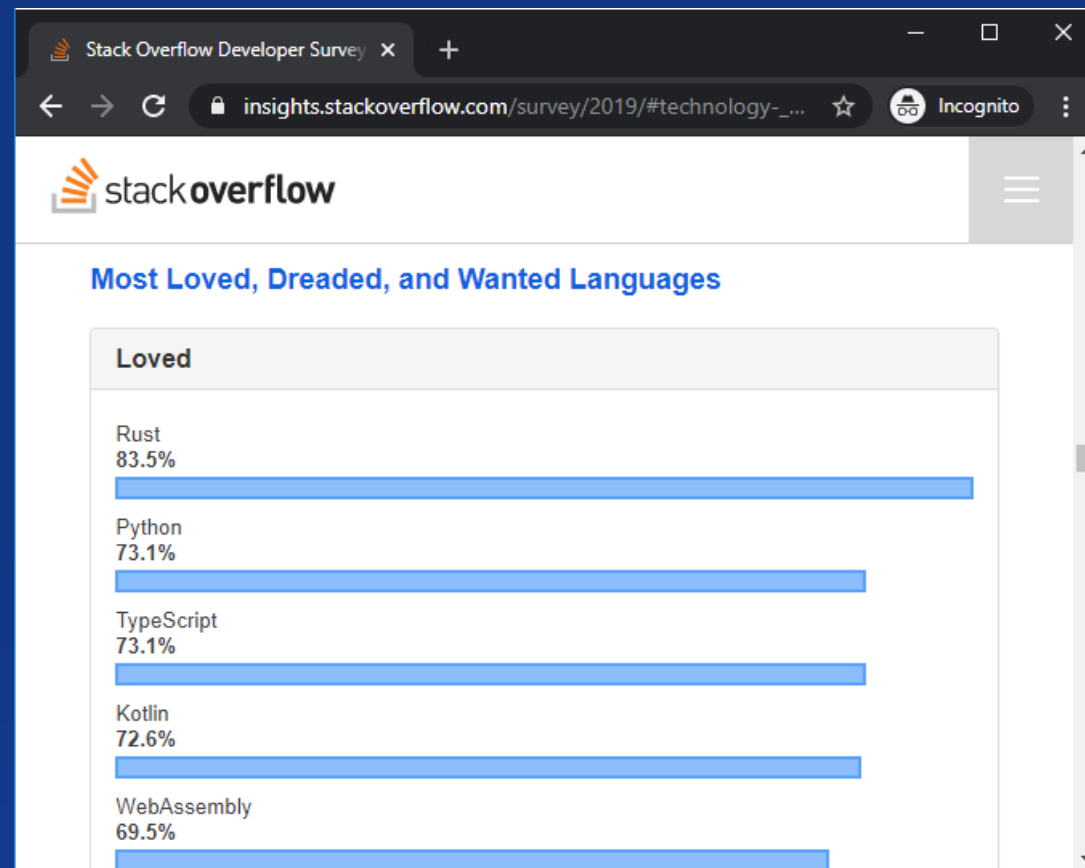 Stack Overflow Developer Survey
insights.stackoverflow.com/survey/2019/#technology-_...
Incognito
stackoverflow
Most Loved, Dreaded, and Wanted Languages
Loved
Rust
83.5%
Python
73.1%
TypeScript
73.1%
Kotlin
72.6%
WebAssembly
69.5%